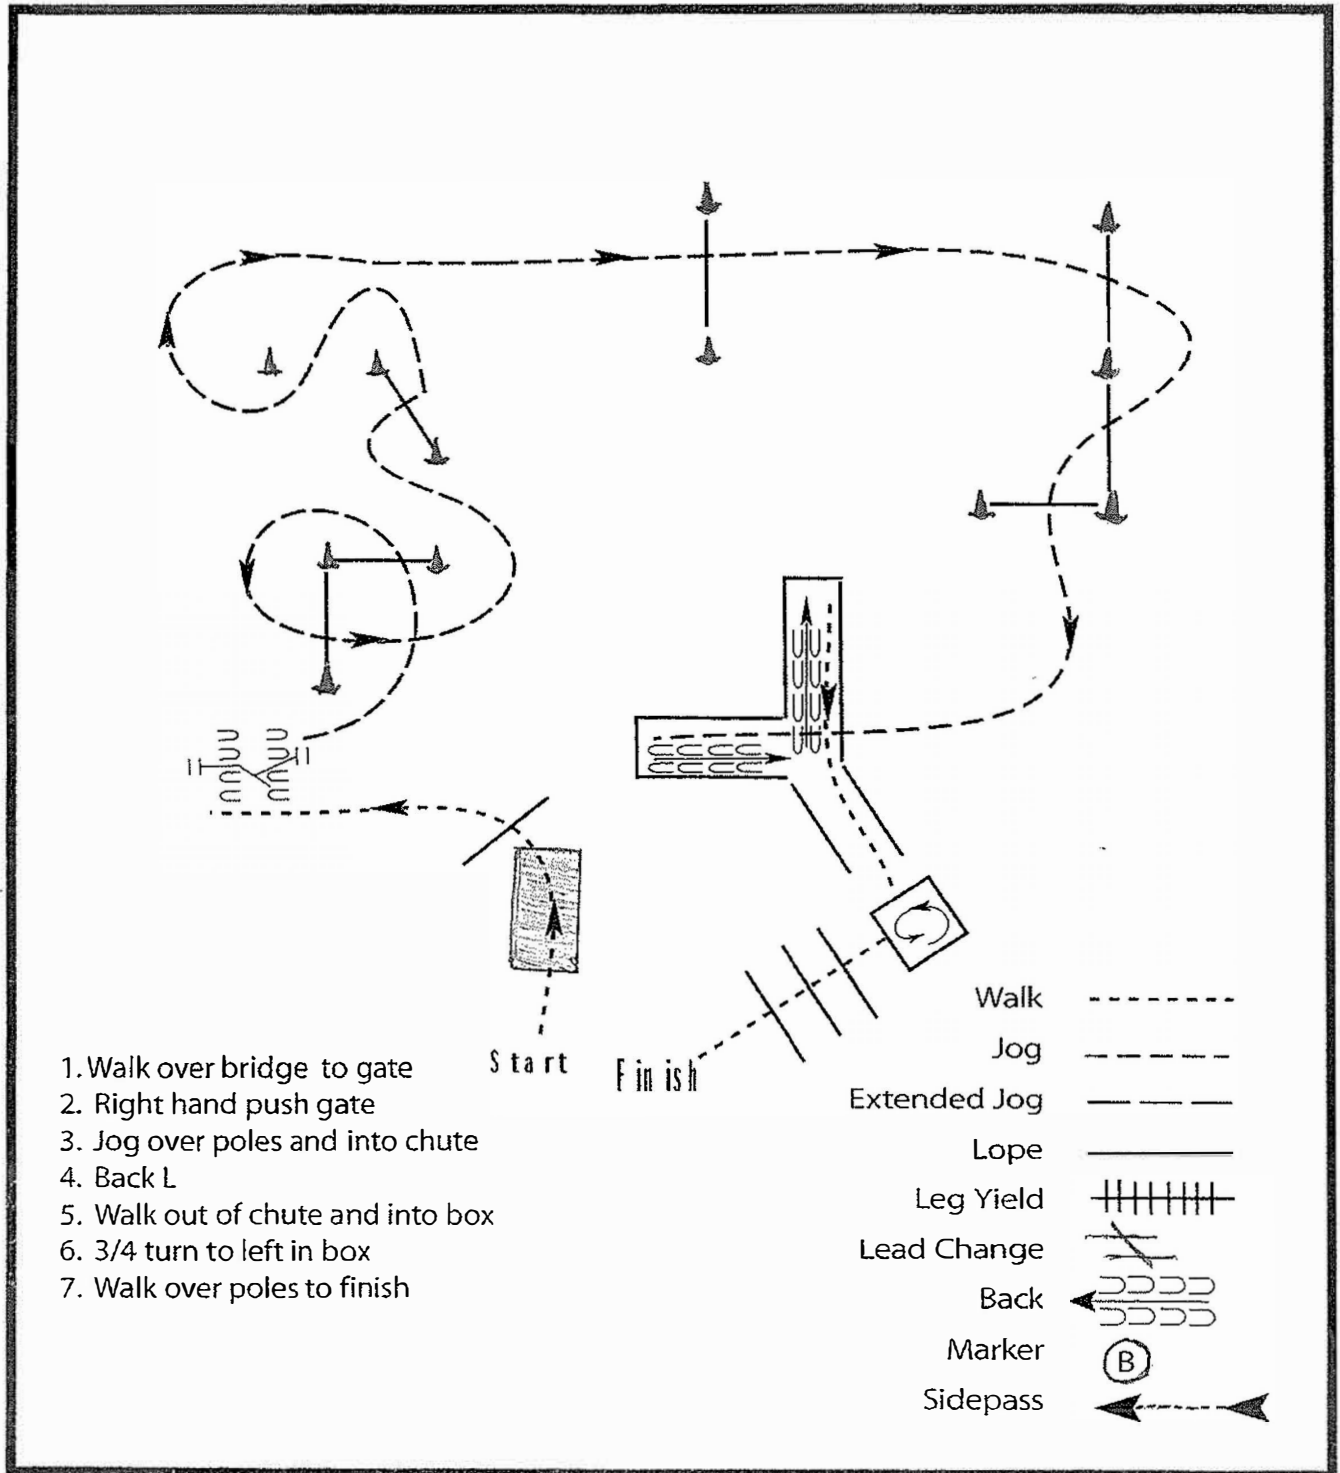 Start
Finish
1. Walk over bridge to gate
2. Right hand push gate
3. Jog over poles and into chute
4. Back L
5. Walk out of chute and into box
6. 3/4 turn to left in box
7. Walk over poles to finish
Walk
Jog
Extended Jog
Lope
Leg Yield
Lead Change
Back
Marker B
Sidepass